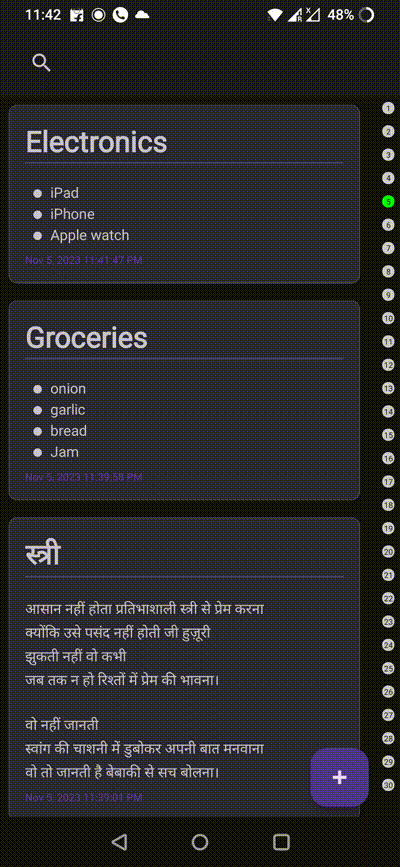 11:42
48%
Electronics
iPad
iPhone
Apple watch
Nov 5, 2023 11:41:47 PM
Groceries
onion
garlic
bread
Jam
Nov 5, 2023 11:39:58 PM
स्त्री
आसान नहीं होता प्रतिभाशाली स्त्री से प्रेम करना
क्योंकि उसे पसंद नहीं होती जी हुजूरी
झुकती नहीं वो कभी
जब तक न हो रिश्तों में प्रेम की भावना।
वो नहीं जानती
स्वांग की चाशनी में डुबोकर अपनी बात मनवाना
वो तो जानती है बेबाकी से सच बोलना।
Nov 5, 2023 11:39:01 PM
+
1
2
3
4
5
6
7
8
9
10
11
12
13
14
15
16
17
18
19
20
21
22
23
24
25
26
27
28
29
30